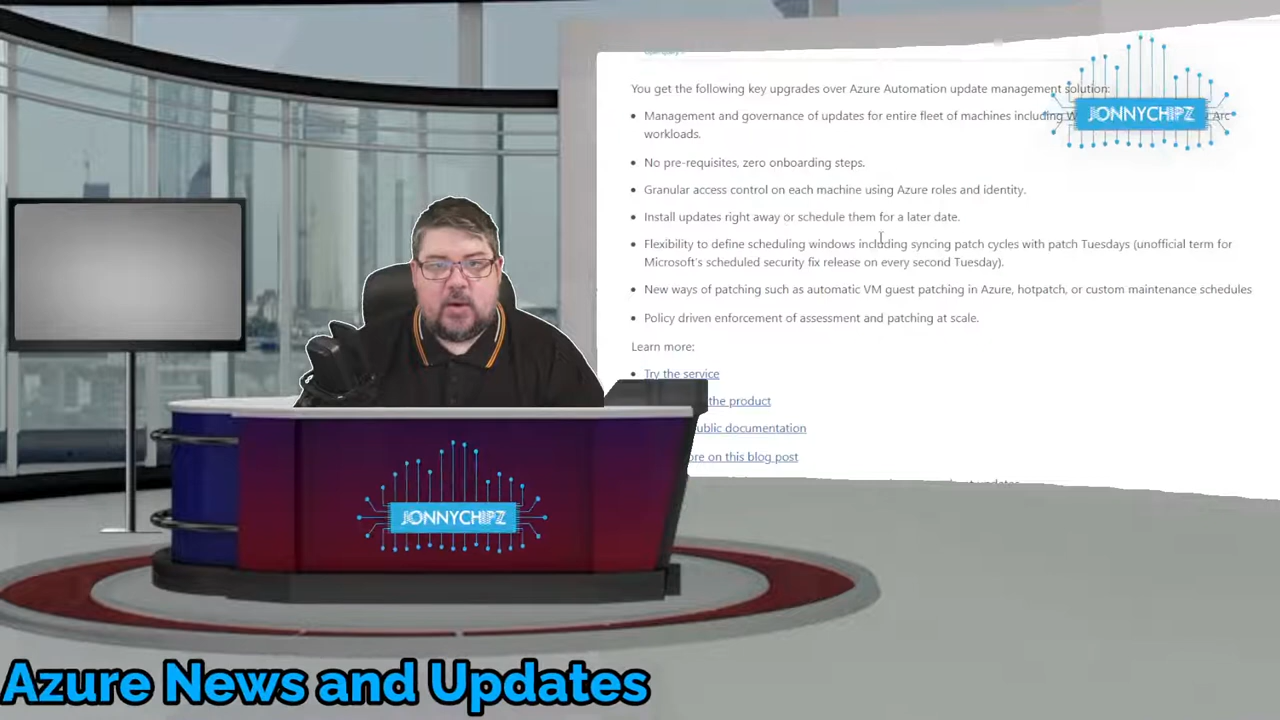 You get the following key upgrades over Azure Automation update management solution:
Management and governance of updates for entire fleet of machines including Arc
workloads.
No pre-requisites, zero onboarding steps.
Granular access control on each machine using Azure roles and identity.
Install updates right away or schedule them for a later date.
Flexibility to define scheduling windows including syncing patch cycles with patch Tuesdays (unofficial term for
Microsoft's scheduled security fix release on every second Tuesday).
New ways of patching such as automatic VM guest patching in Azure, hotpatch, or custom maintenance schedules
Policy driven enforcement of assessment and patching at scale.
Learn more:
Try the service
the product
documentation
on this blog post
JONNYCHIPZ
JONNYCHIPZ
Azure News and Updates